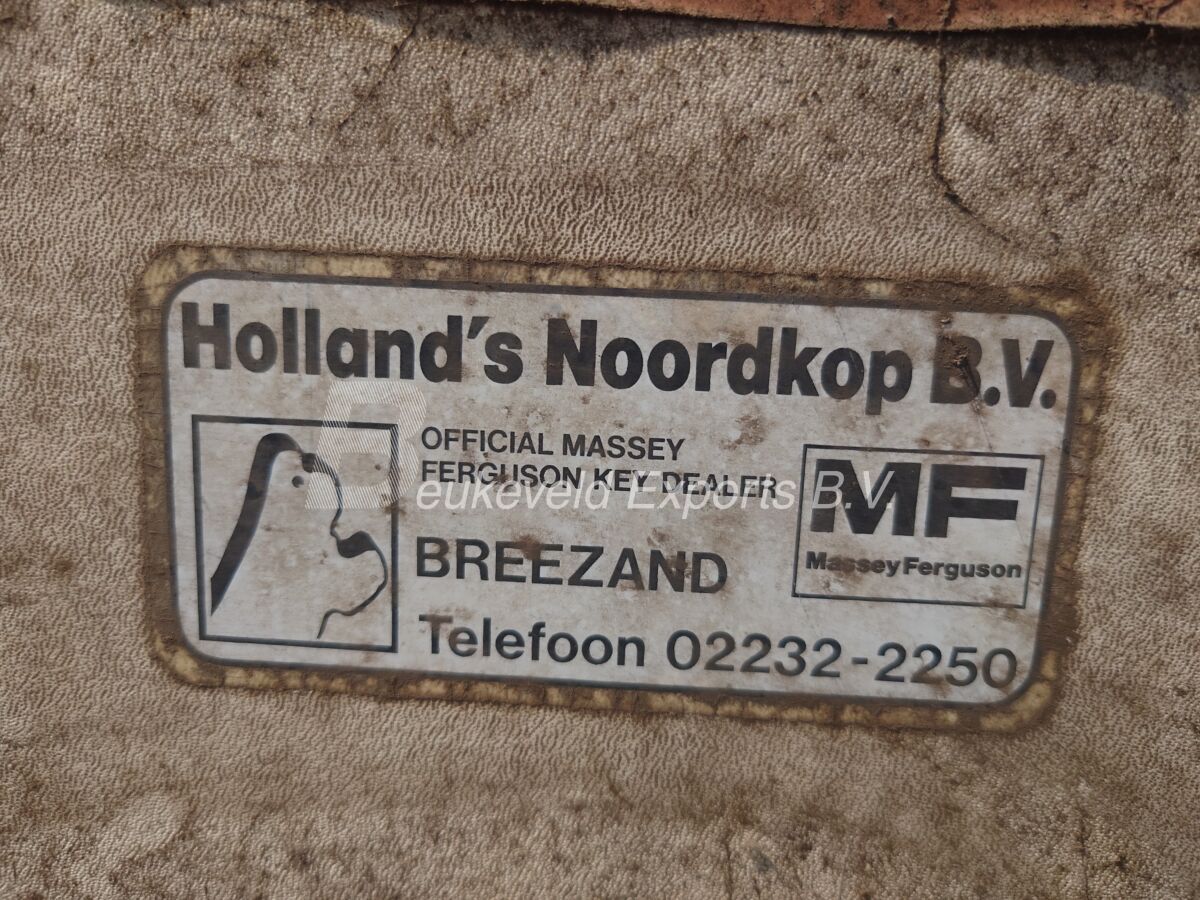 Holland's Noordkop B.V.
OFFICIAL MASSEY
FERGUSON KEY DEALER
Beukeveld Exports B.V.
MF
Massey Ferguson
BREEZAND
Telefoon 02232-2250